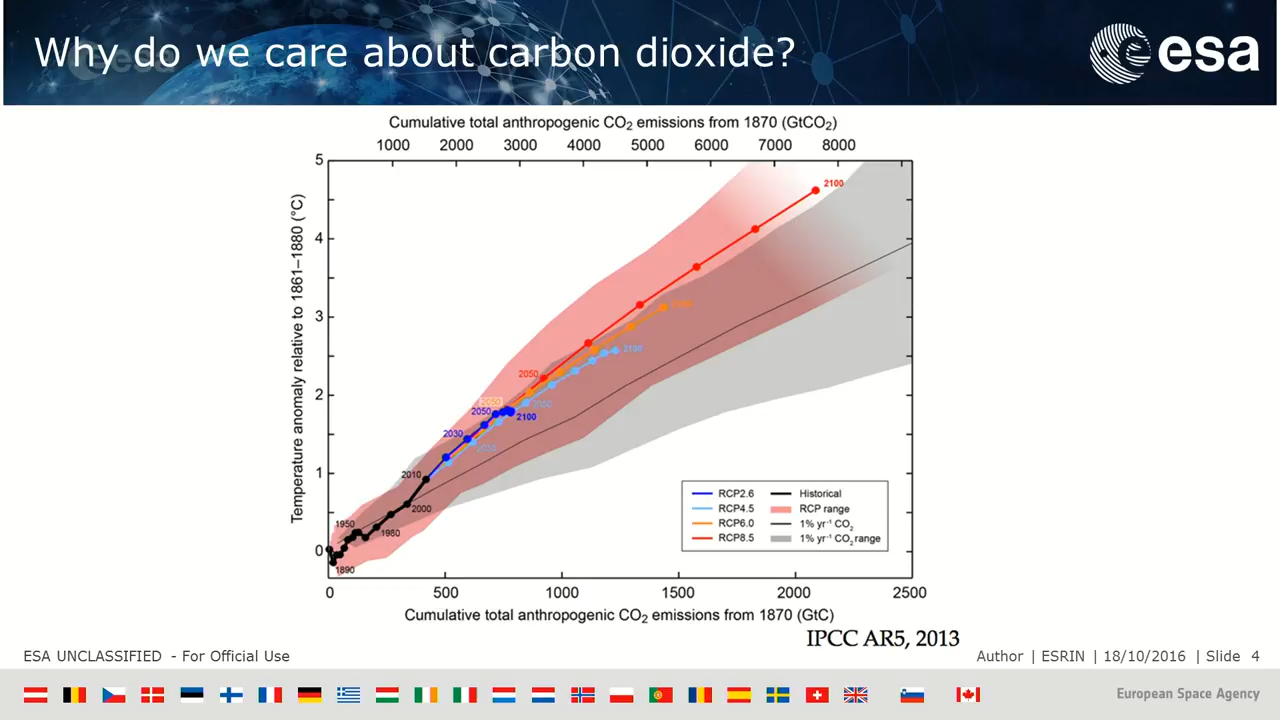 Why do we care about carbon dioxide?
esa
Cumulative total anthropogenic CO2 emissions from 1870 (GtCO2)
1000 2000 3000 4000 5000 6000 7000 8000
Temperature anomaly relative to 1861–1880 (°C)
5
4
3
2
1
0
2100
2100
2100
2050
2050
2050
2050
2100
2030
2030
2010
2000
1950
1980
1890
RCP2.6 Historical
RCP4.5 RCP range
RCP6.0 1% yr⁻¹ CO2
RCP8.5 1% yr⁻¹ CO2 range
0 500 1000 1500 2000 2500
Cumulative total anthropogenic CO2 emissions from 1870 (GtC)
IPCC AR5, 2013
ESA UNCLASSIFIED - For Official Use
Author | ESRIN | 18/10/2016 | Slide 4
European Space Agency